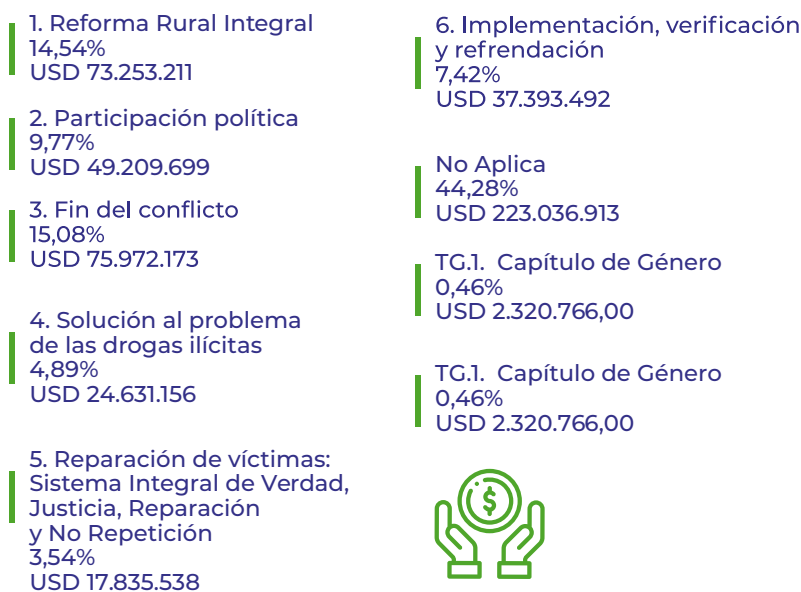 1. Reforma Rural Integral
14,54%
USD 73.253.211
2. Participación política
9,77%
USD 49.209.699
3. Fin del conflicto
15,08%
USD 75.972.173
4. Solución al problema
de las drogas ilícitas
4,89%
USD 24.631.156
5. Reparación de víctimas:
Sistema Integral de Verdad,
Justicia, Reparación
y No Repetición
3,54%
USD 17.835.538
6. Implementación, verificación
y refrendación
7,42%
USD 37.393.492
No Aplica
44,28%
USD 223.036.913
TG.1. Capítulo de Género
0,46%
USD 2.320.766,00
TG.1. Capítulo de Género
0,46%
USD 2.320.766,00
$